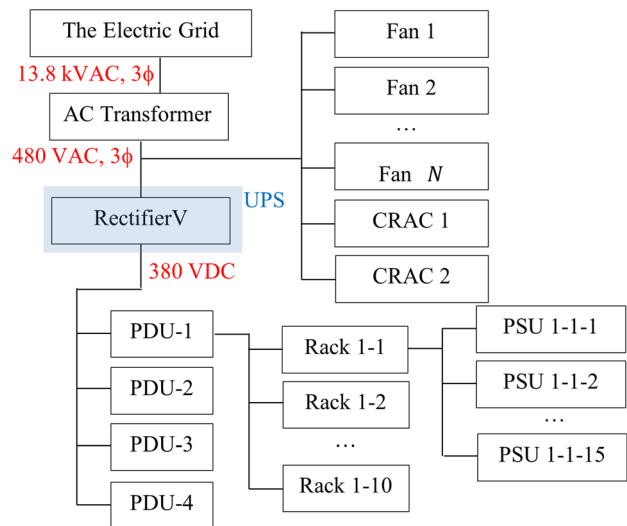 The Electric Grid
13.8 kVAC, 3ϕ
AC Transformer
480 VAC, 3ϕ
UPS
RectifierV
380 VDC
Fan 1
Fan 2
…
Fan N
CRAC 1
CRAC 2
PDU-1
PDU-2
PDU-3
PDU-4
Rack 1-1
Rack 1-2
…
Rack 1-10
PSU 1-1-1
PSU 1-1-2
…
PSU 1-1-15